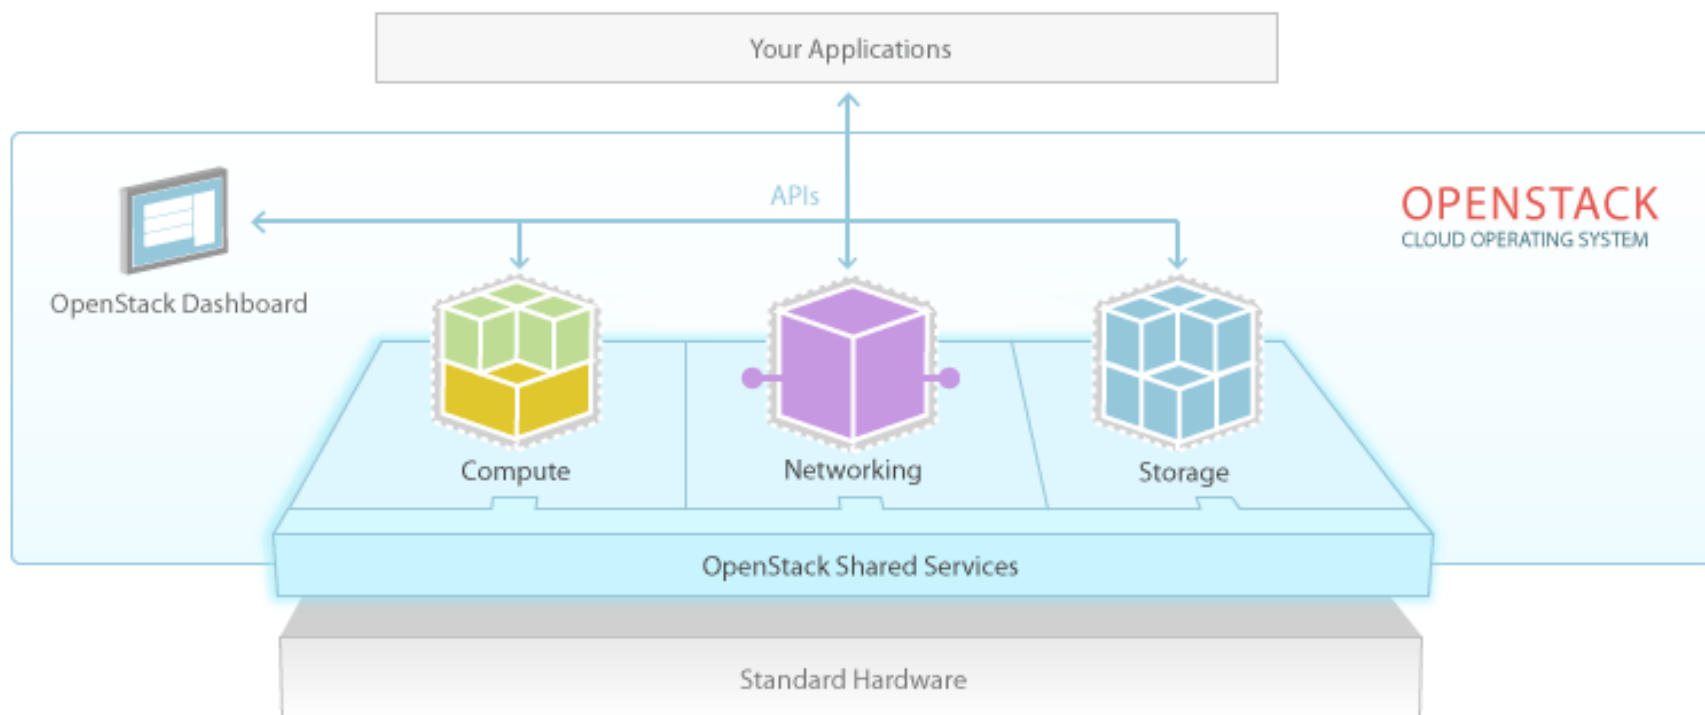 Your Applications
APIs
OPENSTACK
CLOUD OPERATING SYSTEM
OpenStack Dashboard
Compute
Networking
Storage
OpenStack Shared Services
Standard Hardware